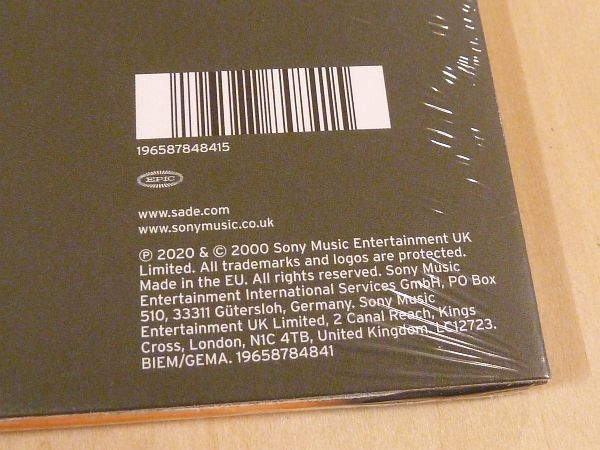 196587848415
EPIC
www.sade.com
www.sonymusic.co.uk
Ⓟ 2020 & © 2000 Sony Music Entertainment UK
Limited. All trademarks and logos are protected.
Made in the EU. All rights reserved. Sony Music
Entertainment International Services GmbH, PO Box
510, 33311 Gütersloh, Germany. Sony Music
Entertainment UK Limited, 2 Canal Reach, Kings
Cross, London, N1C 4TB, United Kingdom. LC12723.
BIEM/GEMA. 19658784841